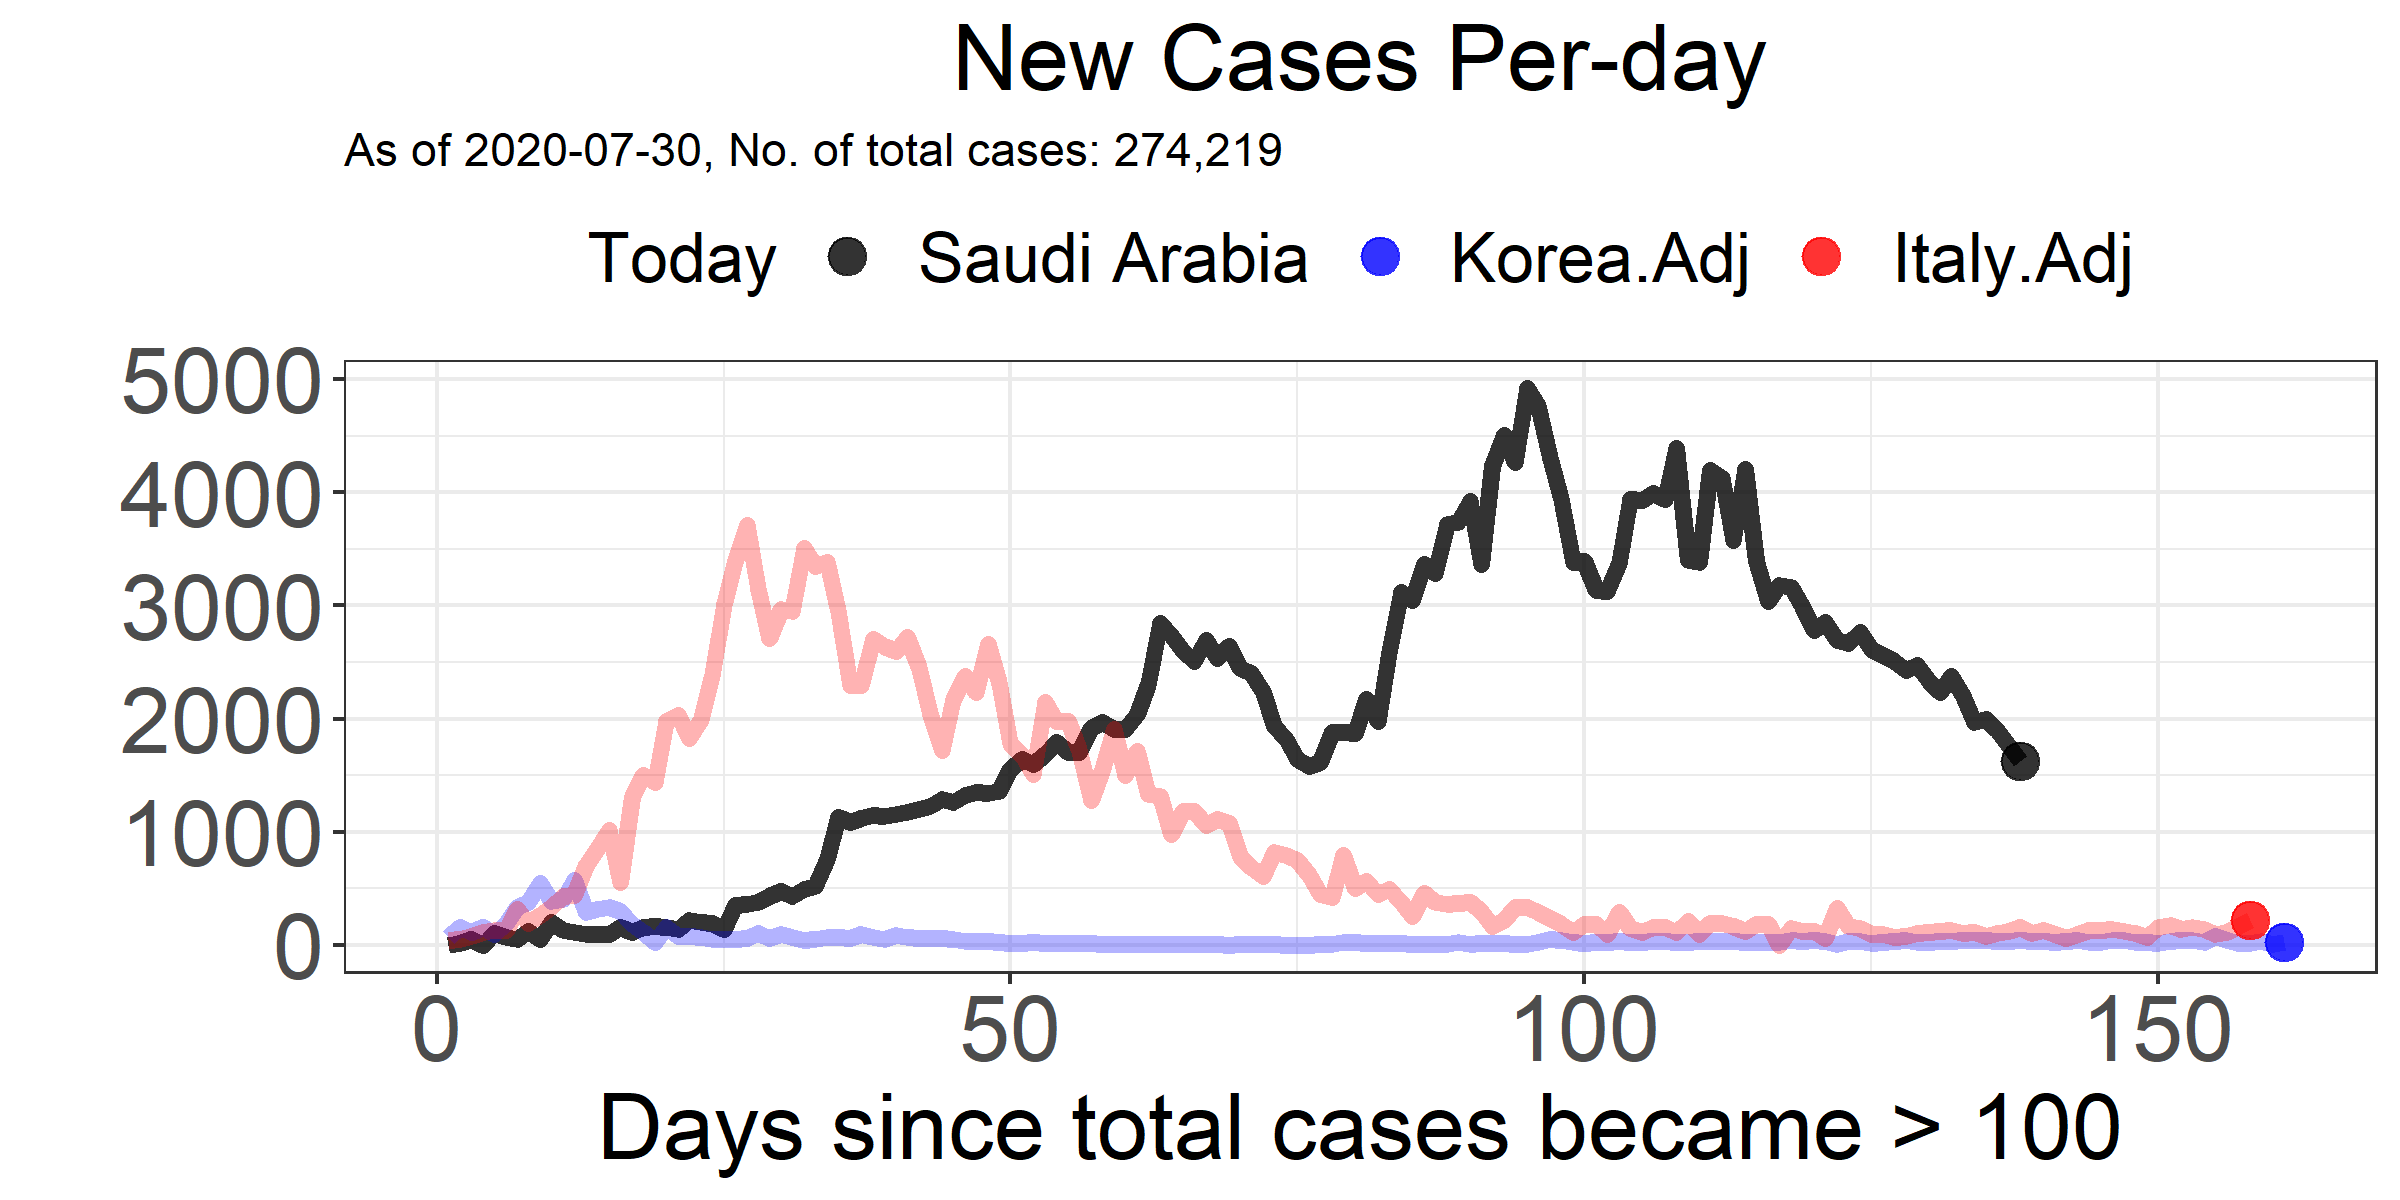 New Cases Per-day
As of 2020-07-30, No. of total cases: 274,219
Today Saudi Arabia Korea.Adj Italy.Adj
5000
4000
3000
2000
1000
0
0 50 100 150
Days since total cases became > 100